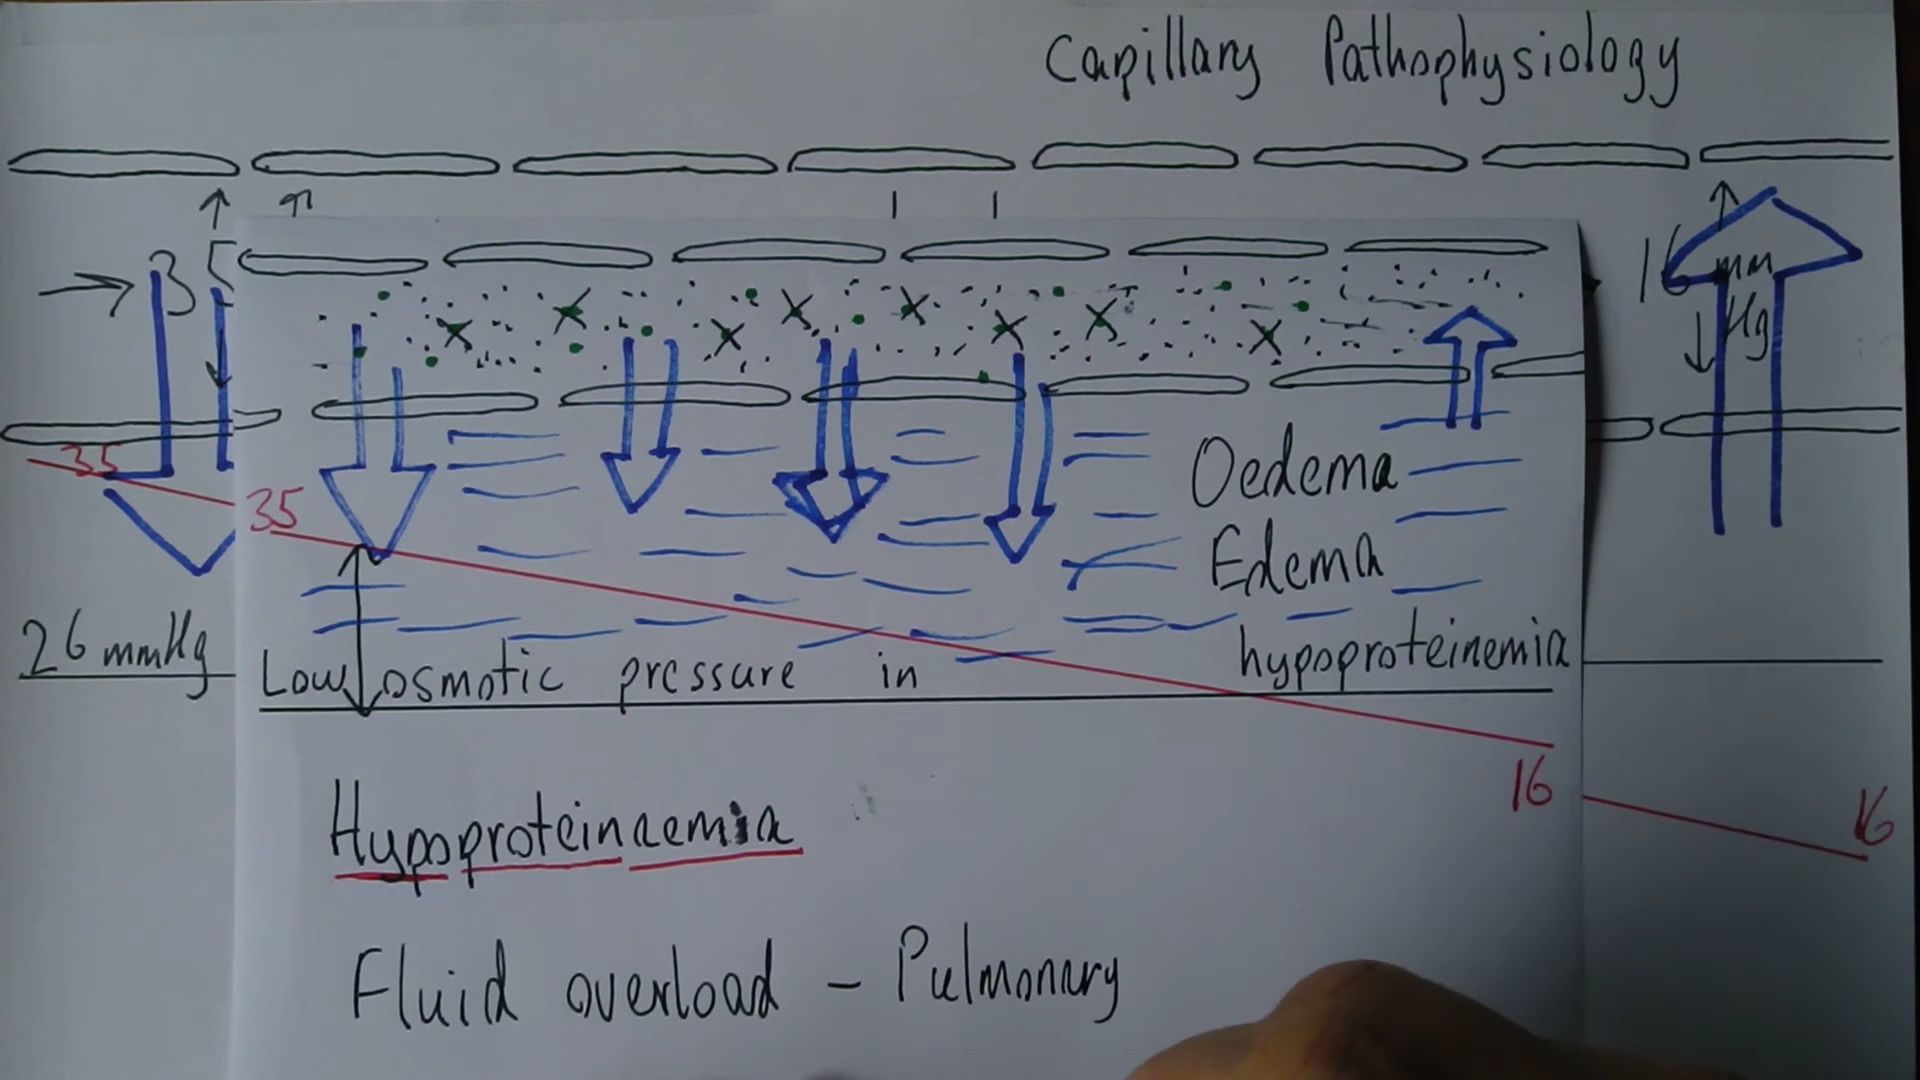 Capillary Pathophysiology
35
16 mm
Hg
35
35
Oedema
Edema
26 mmHg
Low osmotic pressure in hypoproteinemia
16
16
Hypoproteinaemia
Fluid overload - Pulmonary